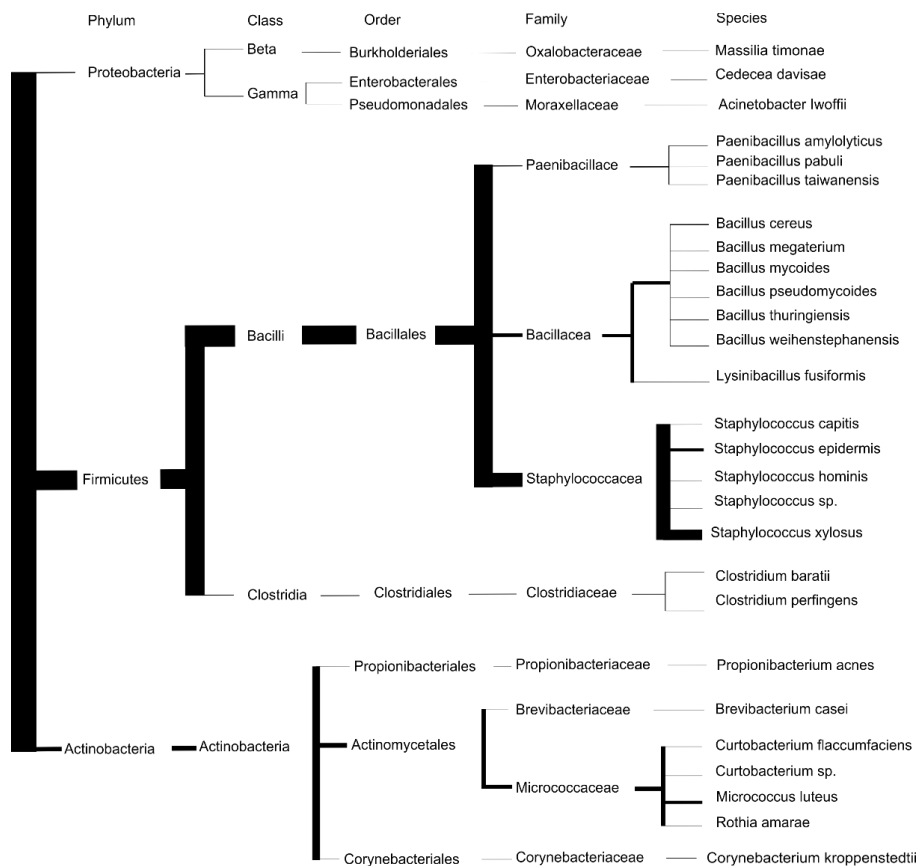 Phylum Class Order Family Species
Beta Burkholderiales Oxalobacteraceae Massilia timonae
Proteobacteria
Enterobacterales Enterobacteriaceae Cedecea davisae
Gamma
Pseudomonadales Moraxellaceae Acinetobacter lwoffii
Paenibacillus amylolyticus
Paenibacillace Paenibacillus pabuli
Paenibacillus taiwanensis
Bacillus cereus
Bacillus megaterium
Bacillus mycoides
Bacillus pseudomycoides
Bacillus thuringiensis
Bacilli Bacillales Bacillacea
Bacillus weihenstephanensis
Lysinibacillus fusiformis
Staphylococcus capitis
Staphylococcus epidermis
Firmicutes Staphylococcacea Staphylococcus hominis
Staphylococcus sp.
Staphylococcus xylosus
Clostridium baratii
Clostridia Clostridiales Clostridiaceae
Clostridium perfingens
Propionibacteriales Propionibacteriaceae Propionibacterium acnes
Brevibacteriaceae Brevibacterium casei
Actinobacteria Actinobacteria Actinomycetales Curtobacterium flaccumfaciens
Curtobacterium sp.
Micrococcaceae Micrococcus luteus
Rothia amarae
Corynebacteriales Corynebacteriaceae Corynebacterium kroppenstedtii